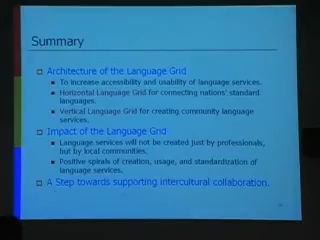 Summary
Architecture of the Language Grid
To increase accessibility and usability of language services.
Horizontal Language Grid for connecting nations' standard
languages.
Vertical Language Grid for creating community language
services.
Impact of the Language Grid
Language services will not be created just by professionals,
but by local communities.
Positive spirals of creation, usage, and standardization of
language services.
A Step towards supporting intercultural collaboration.